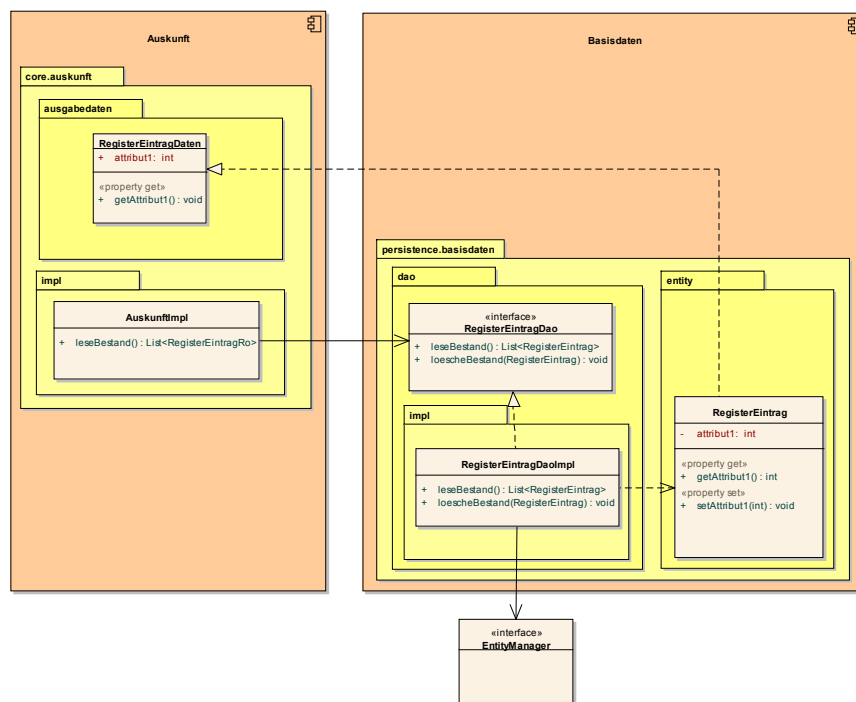 Auskunft
core.auskunft
ausgabedaten
RegisterEintragDaten
+ attribut1: int
«property get»
+ getAttribut1() : void
impl
AuskunftImpl
+ leseBestand() : List<RegisterEintragRo>
Basisdaten
persistence.basisdaten
dao
«interface»
RegisterEintragDao
+ leseBestand() : List<RegisterEintrag>
+ loescheBestand(RegisterEintrag) : void
impl
RegisterEintragDaoImpl
+ leseBestand() : List<RegisterEintrag>
+ loescheBestand(RegisterEintrag) : void
entity
RegisterEintrag
- attribut1: int
«property get»
+ getAttribut1() : int
«property set»
+ setAttribut1(int) : void
«interface»
EntityManager